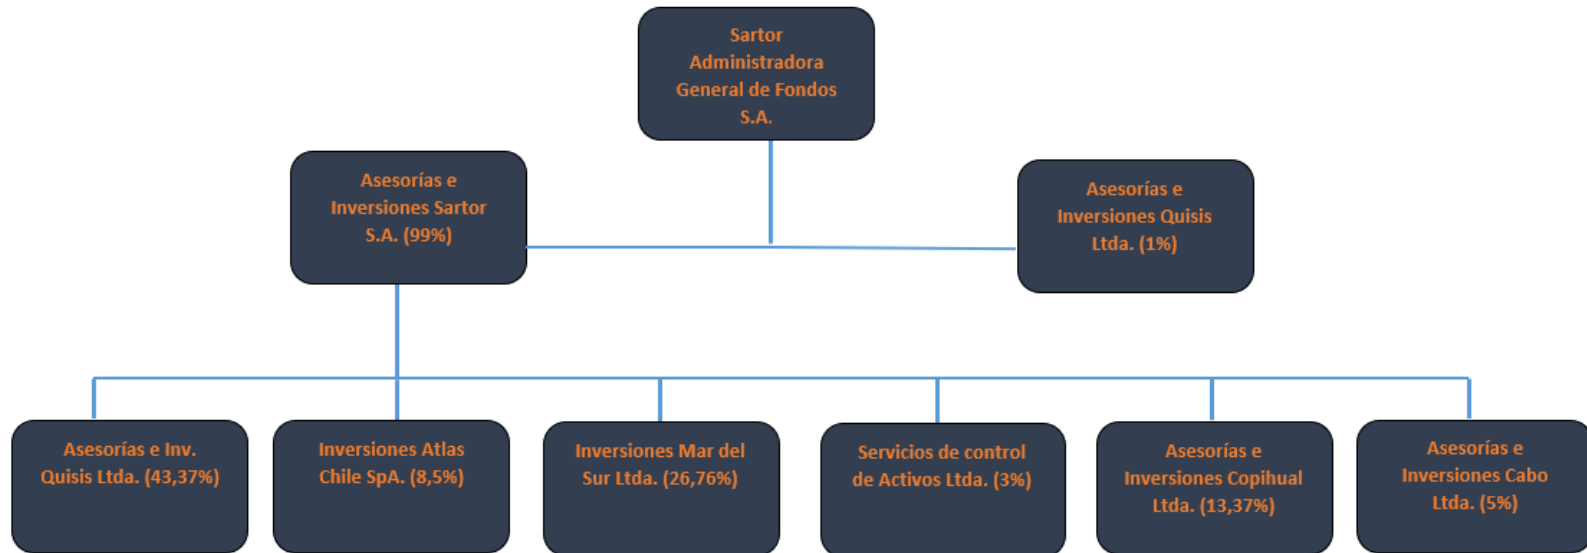 Sartor
Administradora
General de Fondos
S.A.
Asesorías e
Inversiones Sartor
S.A. (99%)
Asesorías e
Inversiones Quisis
Ltda. (1%)
Asesorías e Inv.
Quisis Ltda. (43,37%)
Inversiones Atlas
Chile SpA. (8,5%)
Inversiones Mar del
Sur Ltda. (26,76%)
Servicios de control
de Activos Ltda. (3%)
Asesorías e
Inversiones Copihual
Ltda. (13,37%)
Asesorías e
Inversiones Cabo
Ltda. (5%)